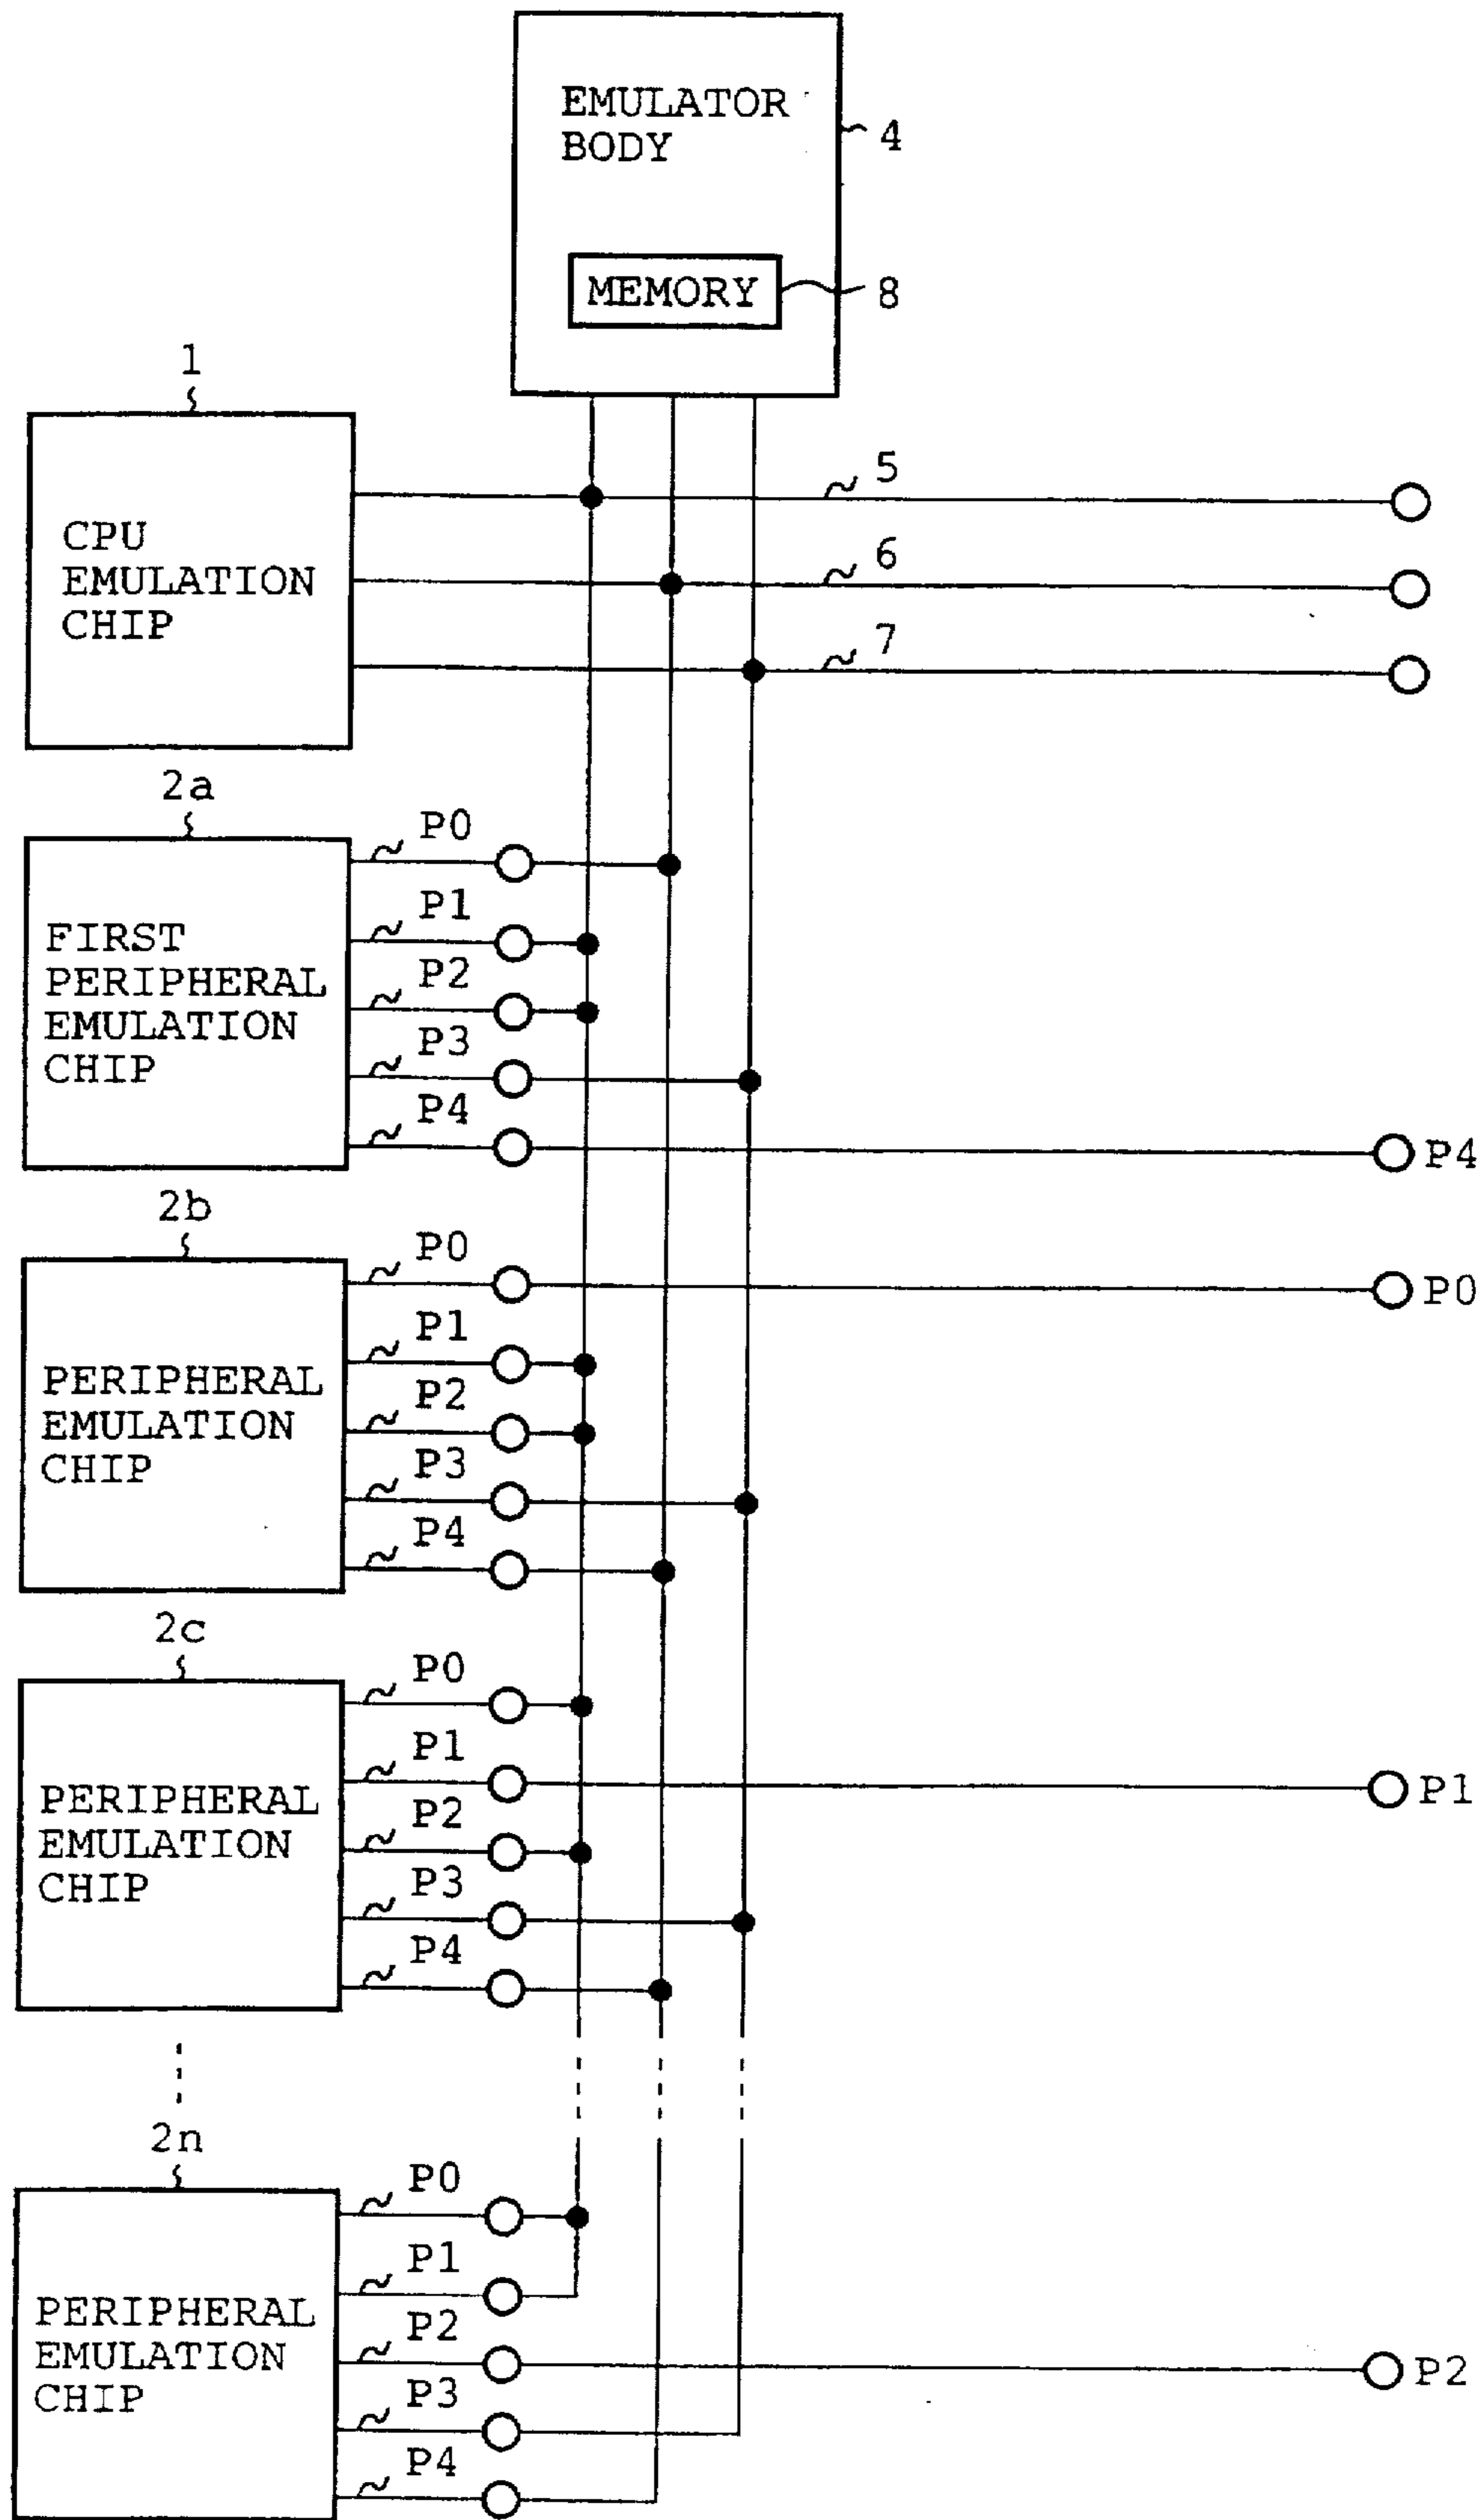 EMULATOR
BODY
4
MEMORY
8
1
CPU
EMULATION
CHIP
5
6
7
2a
FIRST
PERIPHERAL
EMULATION
CHIP
P0
P1
P2
P3
P4
P4
2b
PERIPHERAL
EMULATION
CHIP
P0
P0
P1
P2
P3
P4
2c
PERIPHERAL
EMULATION
CHIP
P0
P1
P1
P2
P3
P4
2n
PERIPHERAL
EMULATION
CHIP
P0
P1
P2
P2
P3
P4